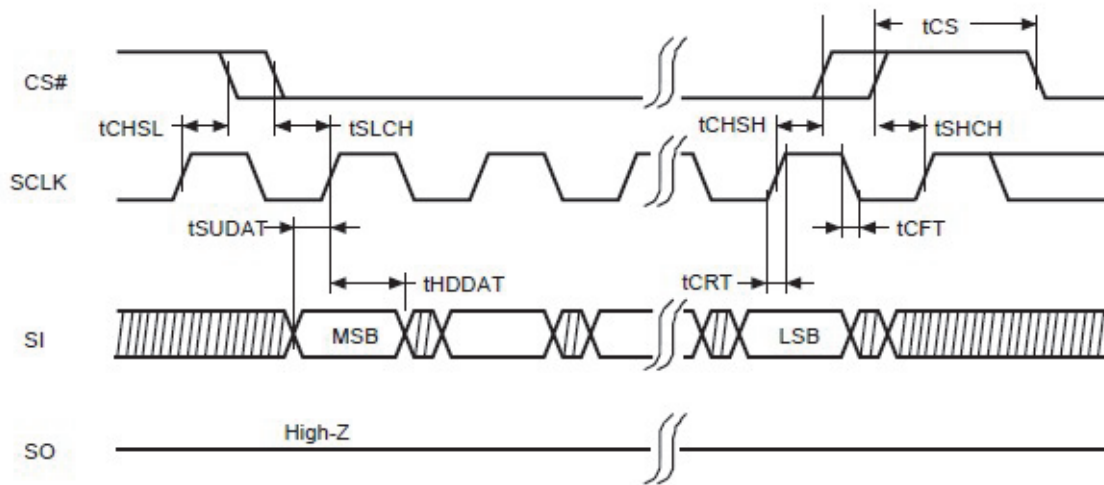 tCS
CS#
tCHSL
tSLCH
tCHSH
tSHCH
SCLK
tSUDAT
tCFT
tHDDAT
tCRT
SI
MSB
LSB
High-Z
SO